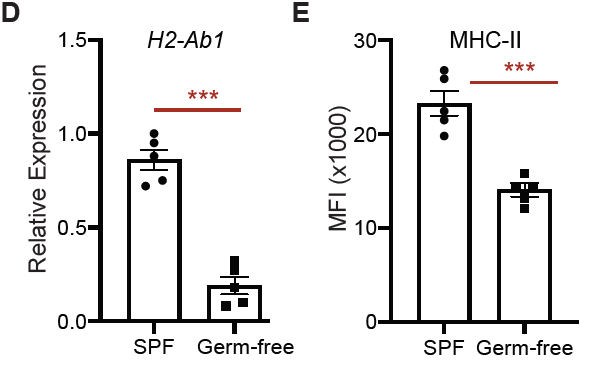 D
H2-Ab1
Relative Expression
1.5
1.0
0.5
0.0
***
SPF Germ-free
E
MHC-II
MFI (x1000)
30
20
10
0
***
SPF Germ-free